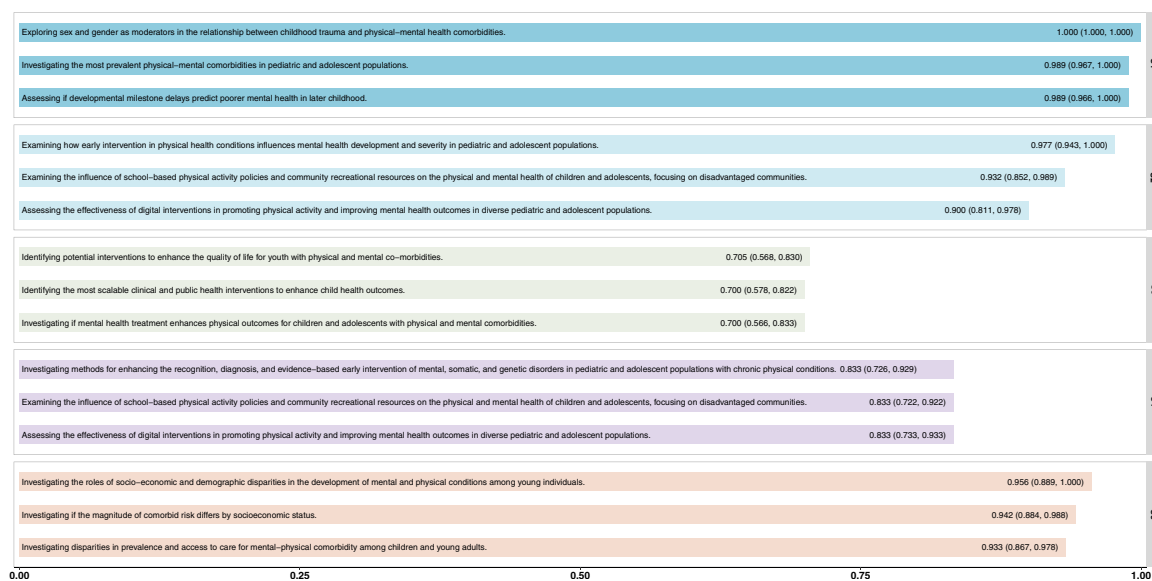 Exploring sex and gender as moderators in the relationship between childhood trauma and physical−mental health comorbidities. 1.000 (1.000, 1.000)
Investigating the most prevalent physical−mental comorbidities in pediatric and adolescent populations. 0.989 (0.967, 1.000)
Assessing if developmental milestone delays predict poorer mental health in later childhood. 0.989 (0.966, 1.000)
Examining how early intervention in physical health conditions influences mental health development and severity in pediatric and adolescent populations. 0.977 (0.943, 1.000)
Examining the influence of school−based physical activity policies and community recreational resources on the physical and mental health of children and adolescents, focusing on disadvantaged communities. 0.932 (0.852, 0.989)
Assessing the effectiveness of digital interventions in promoting physical activity and improving mental health outcomes in diverse pediatric and adolescent populations. 0.900 (0.811, 0.978)
Identifying potential interventions to enhance the quality of life for youth with physical and mental co−morbidities. 0.705 (0.568, 0.830)
Identifying the most scalable clinical and public health interventions to enhance child health outcomes. 0.700 (0.578, 0.822)
Investigating if mental health treatment enhances physical outcomes for children and adolescents with physical and mental comorbidities. 0.700 (0.566, 0.833)
Investigating methods for enhancing the recognition, diagnosis, and evidence−based early intervention of mental, somatic, and genetic disorders in pediatric and adolescent populations with chronic physical conditions. 0.833 (0.726, 0.929)
Examining the influence of school−based physical activity policies and community recreational resources on the physical and mental health of children and adolescents, focusing on disadvantaged communities. 0.833 (0.722, 0.922)
Assessing the effectiveness of digital interventions in promoting physical activity and improving mental health outcomes in diverse pediatric and adolescent populations. 0.833 (0.733, 0.933)
Investigating the roles of socio−economic and demographic disparities in the development of mental and physical conditions among young individuals. 0.956 (0.889, 1.000)
Investigating if the magnitude of comorbid risk differs by socioeconomic status. 0.942 (0.884, 0.988)
Investigating disparities in prevalence and access to care for mental−physical comorbidity among children and young adults. 0.933 (0.867, 0.978)
0.00 0.25 0.50 0.75 1.00